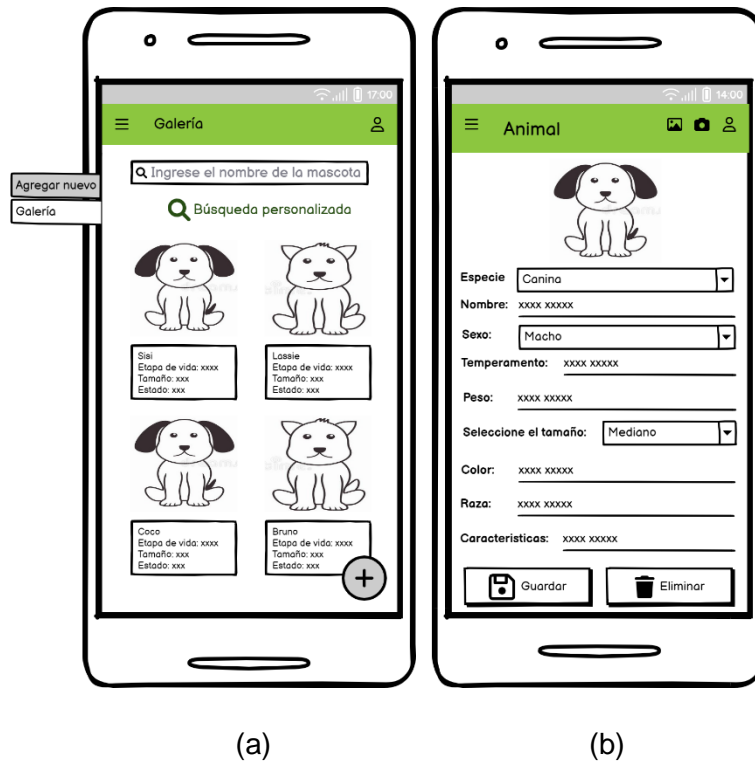 17:00
Galería
Agregar nuevo
Galería
Ingrese el nombre de la mascota
Búsqueda personalizada
Sisi
Etapa de vida: xxxx
Tamaño: xxx
Estado: xxx
Lassie
Etapa de vida: xxxx
Tamaño: xxx
Estado: xxx
Coco
Etapa de vida: xxxx
Tamaño: xxx
Estado: xxx
Bruno
Etapa de vida: xxxx
Tamaño: xxx
Estado: xxx
(a)
14:00
Animal
Especie Canina
Nombre: xxxx xxxxx
Sexo: Macho
Temperamento: xxxx xxxxx
Peso: xxxx xxxxx
Seleccione el tamaño: Mediano
Color: xxxx xxxxx
Raza: xxxx xxxxx
Caracteristicas: xxxx xxxxx
Guardar Eliminar
(b)